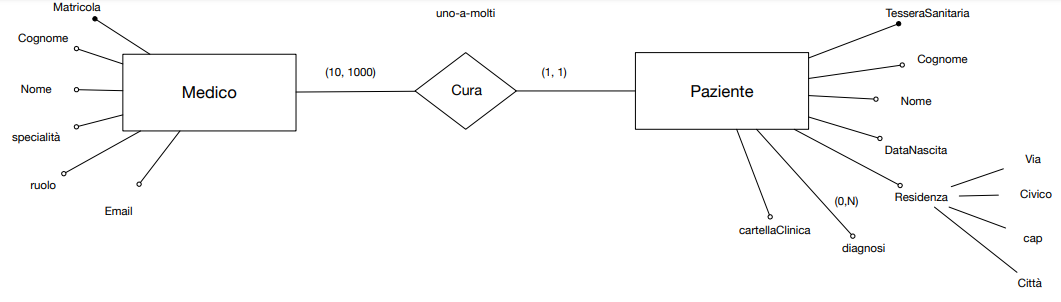 Matricola
uno-a-molti
TesseraSanitaria
Cognome
Cognome
(10, 1000)
(1, 1)
Nome
Medico
Cura
Paziente
Nome
specialità
DataNascita
ruolo
Via
Email
Residenza
Civico
(0,N)
cartellaClinica
cap
diagnosi
Città